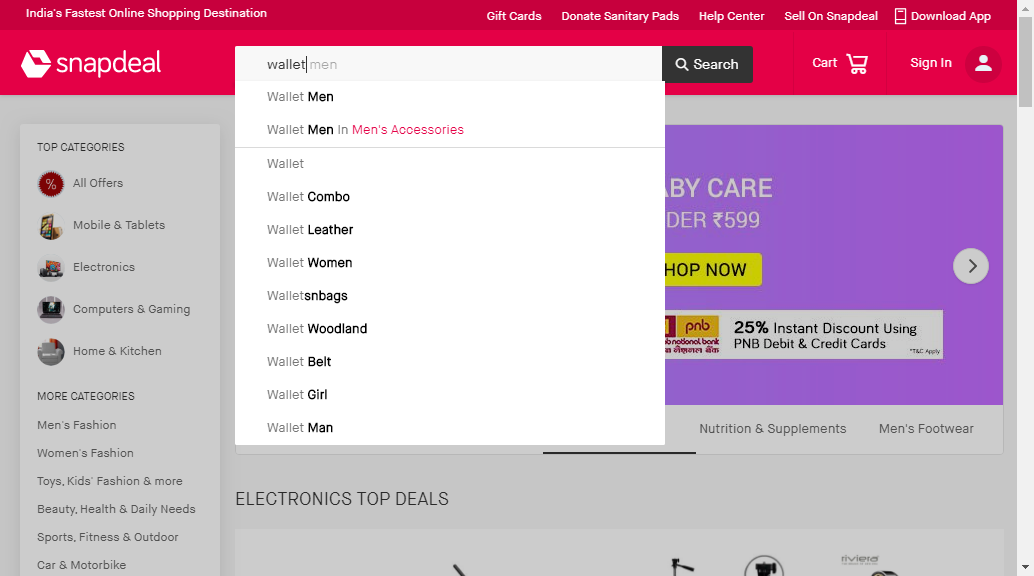 India's Fastest Online Shopping Destination
Gift Cards
Donate Sanitary Pads
Help Center
Sell On Snapdeal
Download App
snapdeal
wallet men
Search
Cart
Sign In
Wallet Men
Wallet Men In Men's Accessories
Wallet
Wallet Combo
Wallet Leather
Wallet Women
Walletsnbags
Wallet Woodland
Wallet Belt
Wallet Girl
Wallet Man
TOP CATEGORIES
%
All Offers
Mobile & Tablets
Electronics
Computers & Gaming
Home & Kitchen
MORE CATEGORIES
Men's Fashion
Women's Fashion
Toys, Kids' Fashion & more
Beauty, Health & Daily Needs
Sports, Fitness & Outdoor
Car & Motorbike
ABY CARE
DER ₹599
HOP NOW
pnb
25% Instant Discount Using
PNB Debit & Credit Cards
*T&C Apply
Nutrition & Supplements
Men's Footwear
ELECTRONICS TOP DEALS
riviera